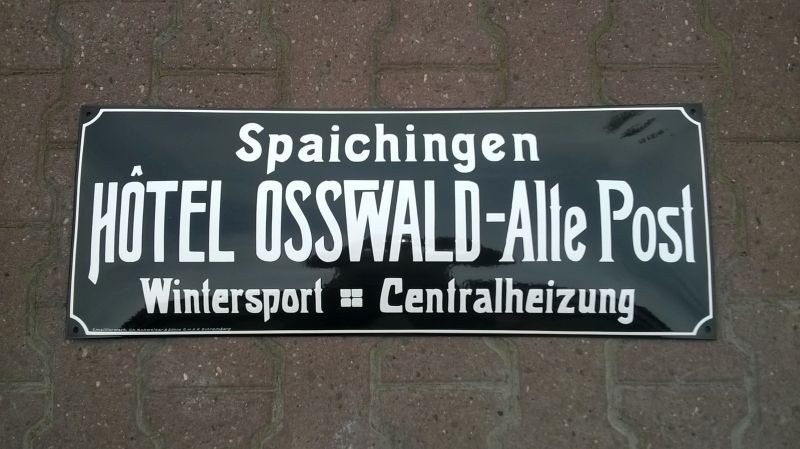 Spaichingen
HÔTEL OSSWALD-Alte Post
Wintersport Centralheizung